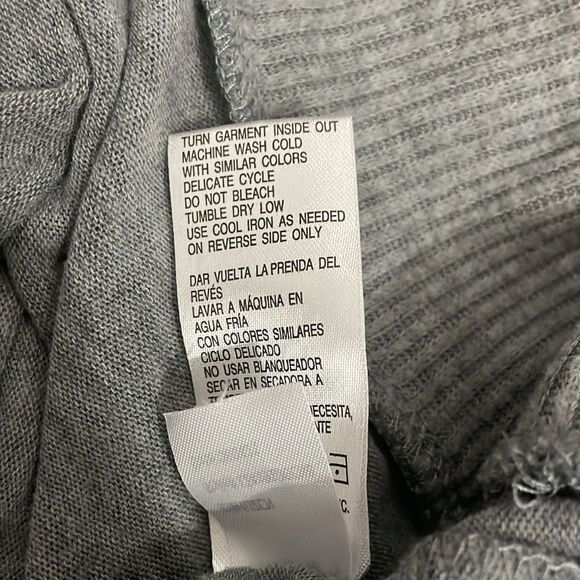 TURN GARMENT INSIDE OUT
MACHINE WASH COLD
WITH SIMILAR COLORS
DELICATE CYCLE
DO NOT BLEACH
TUMBLE DRY LOW
USE COOL IRON AS NEEDED
ON REVERSE SIDE ONLY
DAR VUELTA LA PRENDA DEL
REVÉS
LAVAR A MÁQUINA EN
AGUA FRÍA
CON COLORES SIMILARES
CICLO DELICADO
NO USAR BLANQUEADOR
SECAR EN SECADORA A